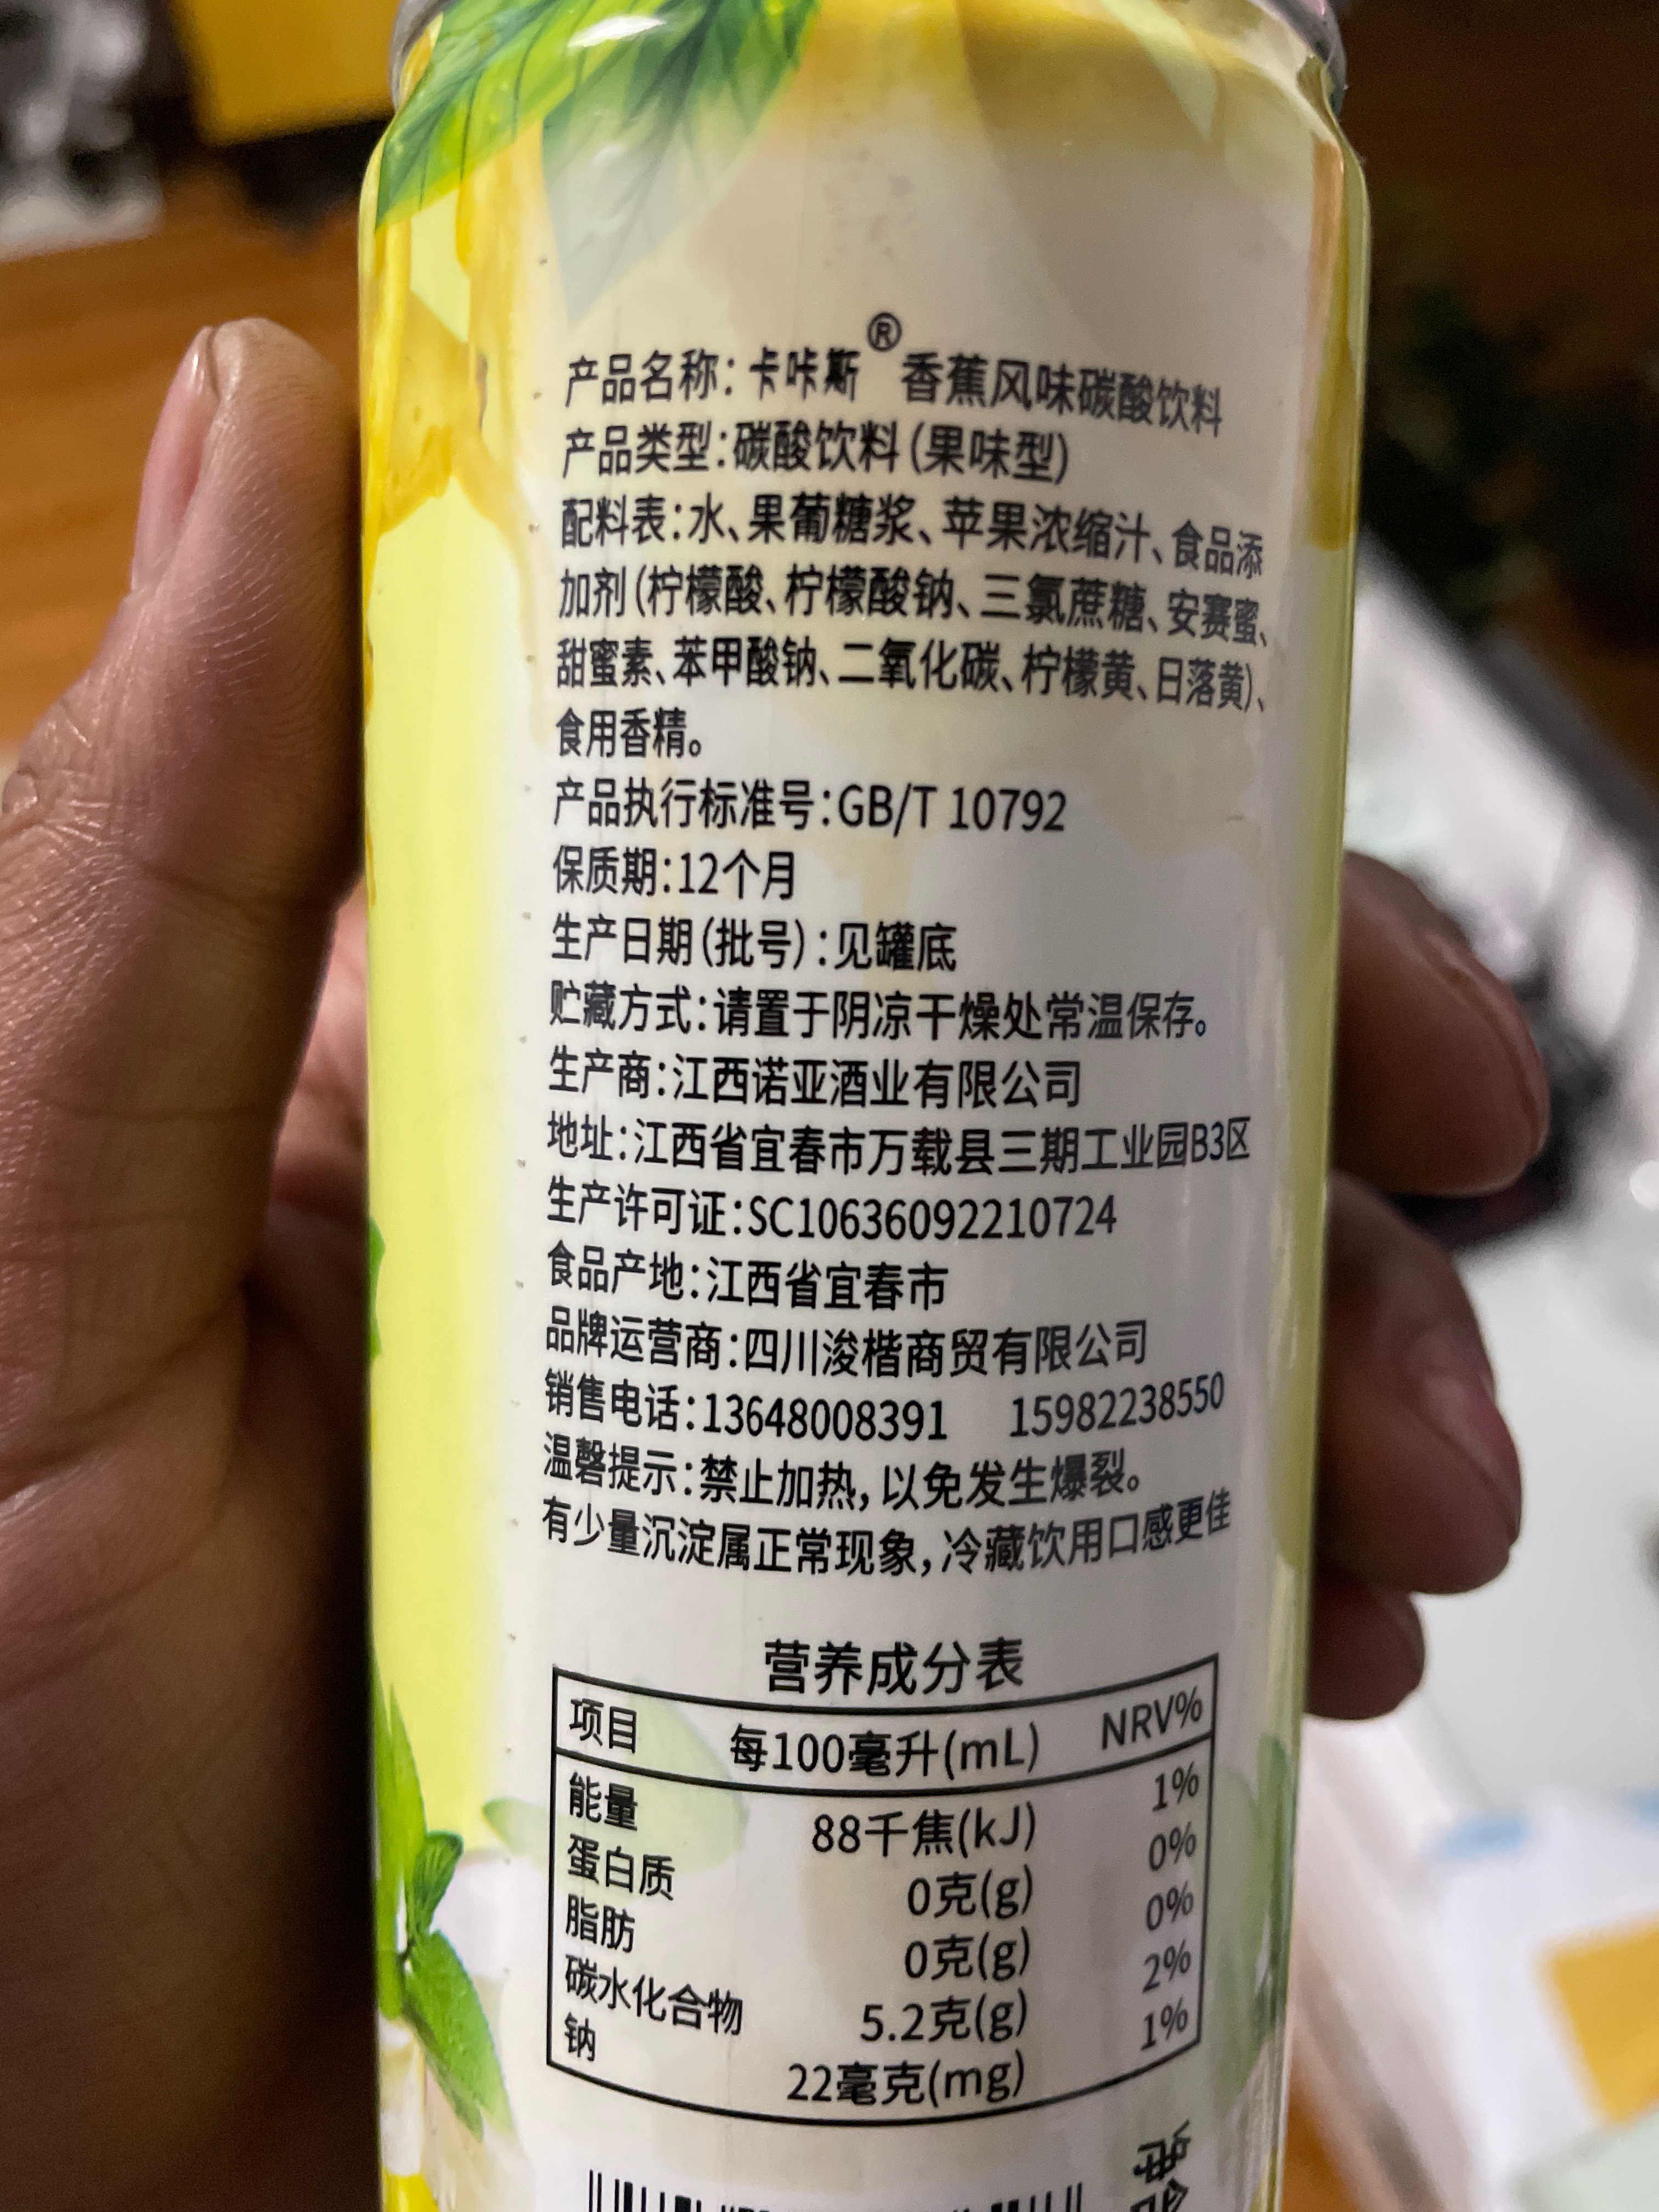 产品名称：卡咔斯®香蕉风味碳酸饮料
产品类型：碳酸饮料(果味型)
配料表：水、果葡糖浆、苹果浓缩汁、食品添
加剂(柠檬酸、柠檬酸钠、三氯蔗糖、安赛蜜、
甜蜜素、苯甲酸钠、二氧化碳、柠檬黄、日落黄)、
食用香精。
产品执行标准号：GB/T 10792
保质期：12个月
生产日期(批号)：见罐底
贮藏方式：请置于阴凉干燥处常温保存。
生产商：江西诺亚酒业有限公司
地址：江西省宜春市万载县三期工业园B3区
生产许可证：SC10636092210724
食品产地：江西省宜春市
品牌运营商：四川浚楷商贸有限公司
销售电话：13648008391 15982238550
温馨提示：禁止加热，以免发生爆裂。
有少量沉淀属正常现象，冷藏饮用口感更佳
营养成分表
项目 每100毫升(mL) NRV%
能量 88千焦(kJ) 1%
蛋白质 0克(g) 0%
脂肪 0克(g) 0%
碳水化合物 5.2克(g) 2%
钠 22毫克(mg) 1%